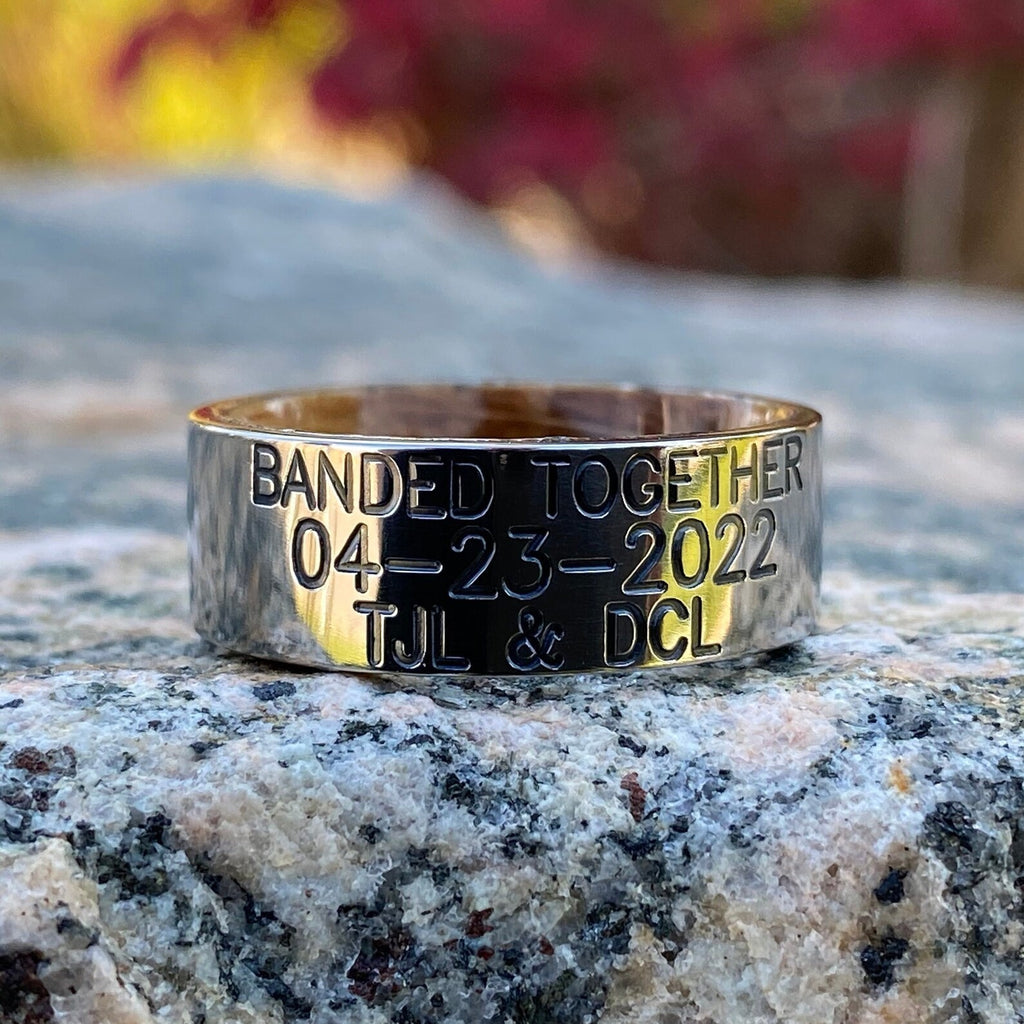 BANDED TOGETHER
04-23-2022
TJL & DCL